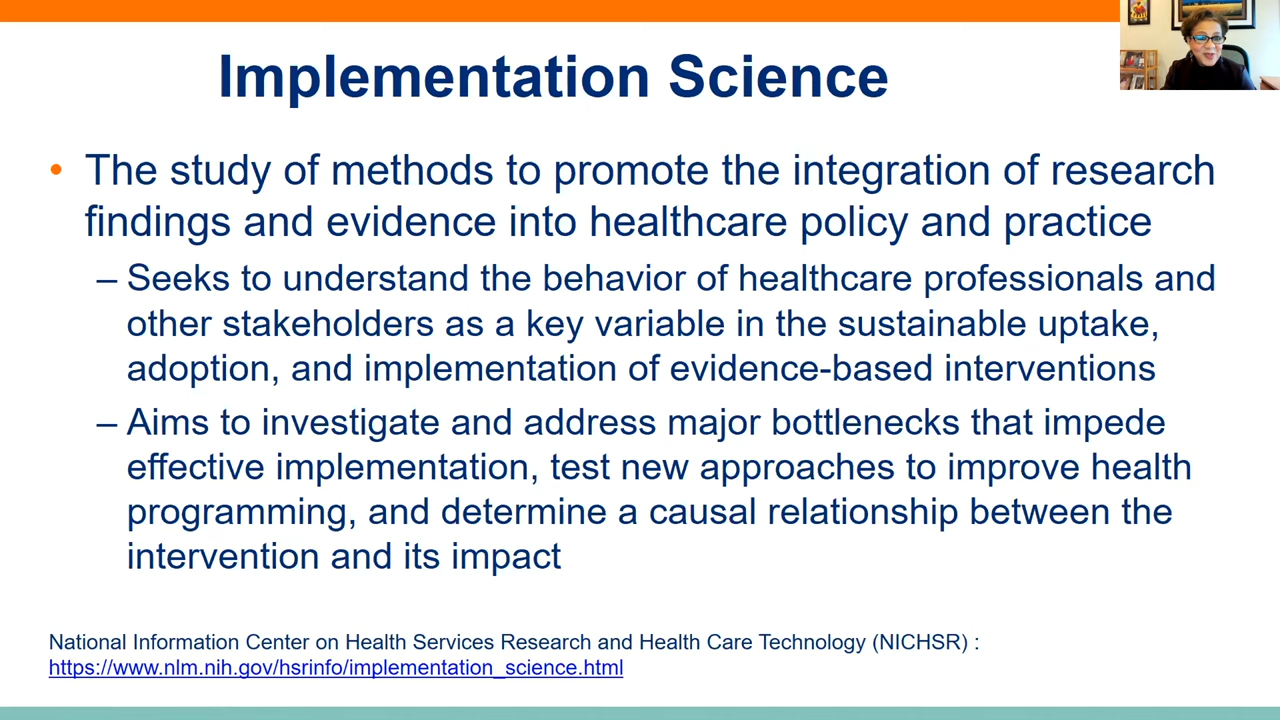 Implementation Science
• The study of methods to promote the integration of research
findings and evidence into healthcare policy and practice
– Seeks to understand the behavior of healthcare professionals and
other stakeholders as a key variable in the sustainable uptake,
adoption, and implementation of evidence-based interventions
– Aims to investigate and address major bottlenecks that impede
effective implementation, test new approaches to improve health
programming, and determine a causal relationship between the
intervention and its impact
National Information Center on Health Services Research and Health Care Technology (NICHSR) :
https://www.nlm.nih.gov/hsrinfo/implementation_science.html